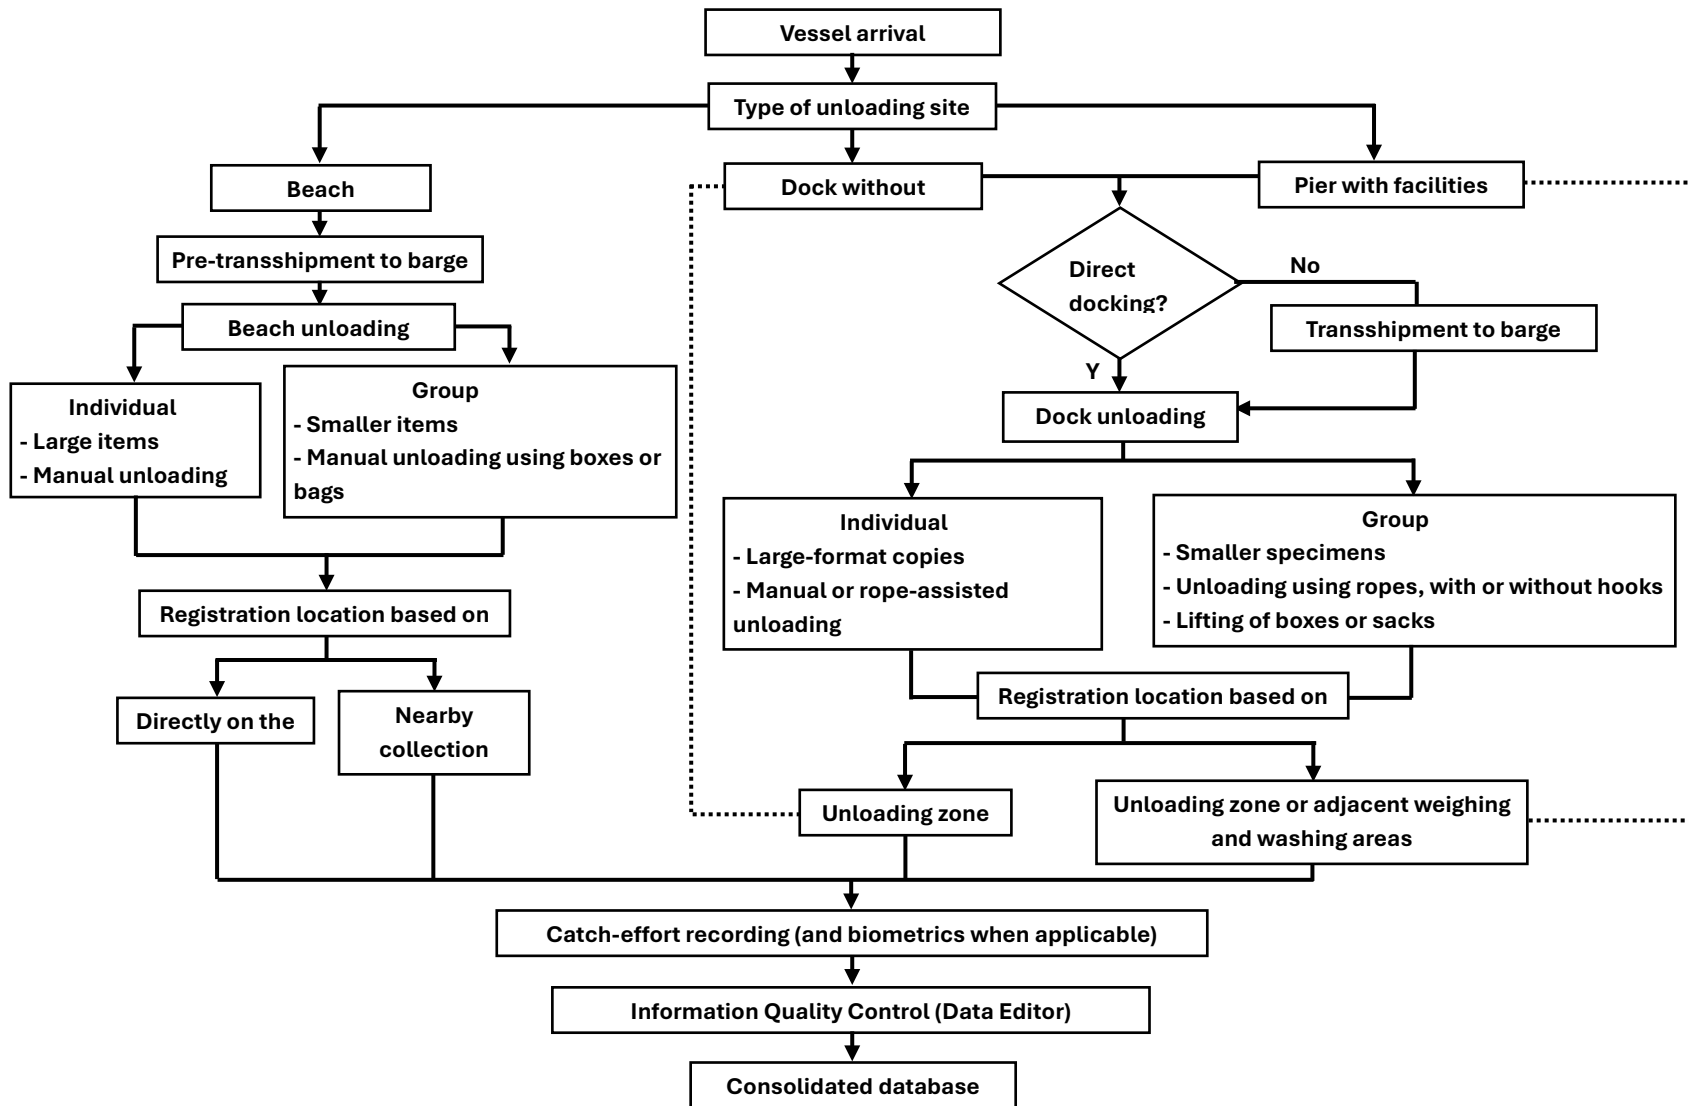 Vessel arrival
Type of unloading site
Beach
Dock without
Pier with facilities
Pre-transshipment to barge
Direct
docking?
No
Transshipment to barge
Beach unloading
Y
Dock unloading
Individual
- Large items
- Manual unloading
Group
- Smaller items
- Manual unloading using boxes or
bags
Individual
- Large-format copies
- Manual or rope-assisted
unloading
Group
- Smaller specimens
- Unloading using ropes, with or without hooks
- Lifting of boxes or sacks
Registration location based on
Registration location based on
Directly on the
Nearby
collection
Unloading zone
Unloading zone or adjacent weighing
and washing areas
Catch-effort recording (and biometrics when applicable)
Information Quality Control (Data Editor)
Consolidated database